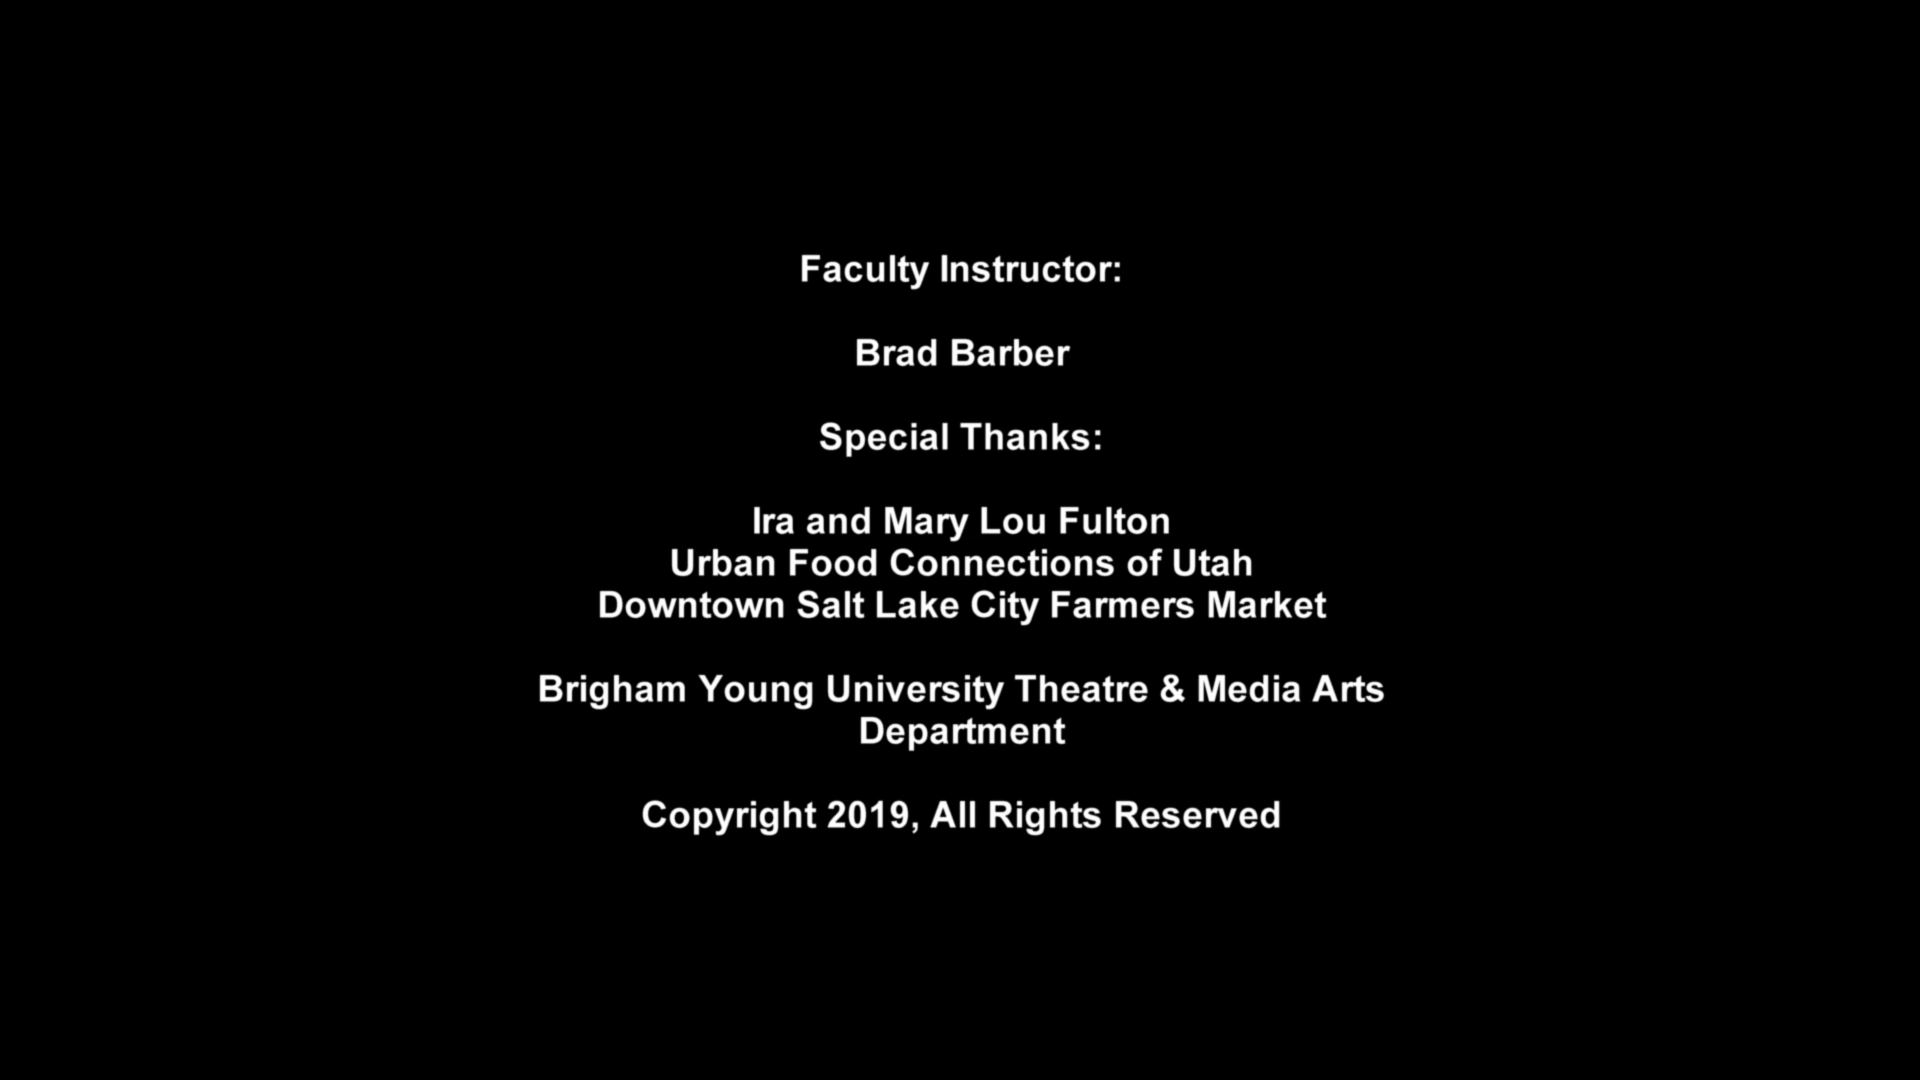 Faculty Instructor:
Brad Barber
Special Thanks:
Ira and Mary Lou Fulton
Urban Food Connections of Utah
Downtown Salt Lake City Farmers Market
Brigham Young University Theatre & Media Arts
Department
Copyright 2019, All Rights Reserved